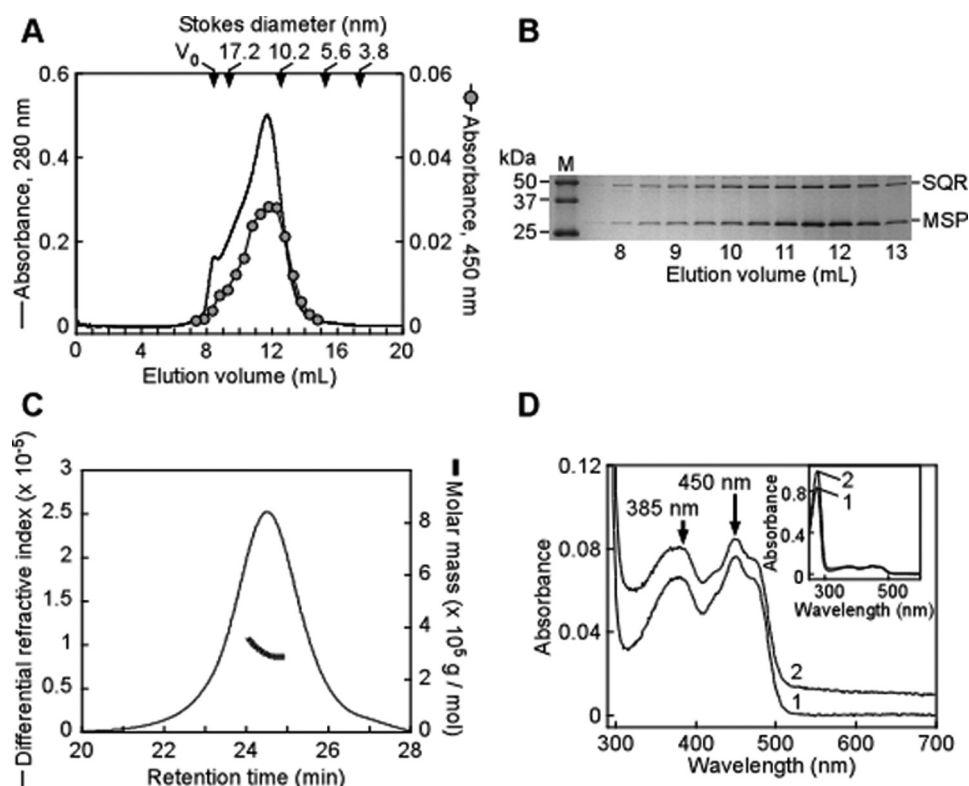 A
Stokes diameter (nm)
V0 17.2 10.2 5.6 3.8
Absorbance, 280 nm
0.6
0.4
0.2
0
0.06
0.04
0.02
0
Absorbance, 450 nm
0 4 8 12 16 20
Elution volume (mL)
B
kDa M
50
37
25
SQR
MSP
8 9 10 11 12 13
Elution volume (mL)
C
Differential refractive index (x 10-5)
3
2.5
2
1.5
1
0.5
0
8
6
4
2
0
Molar mass (x 105 g / mol)
20 22 24 26 28
Retention time (min)
D
Absorbance
0.12
0.08
0.04
0
385 nm
450 nm
2
1
300 400 500 600 700
Wavelength (nm)
Absorbance
0.8
0.4
0
2
1
300 500
Wavelength (nm)